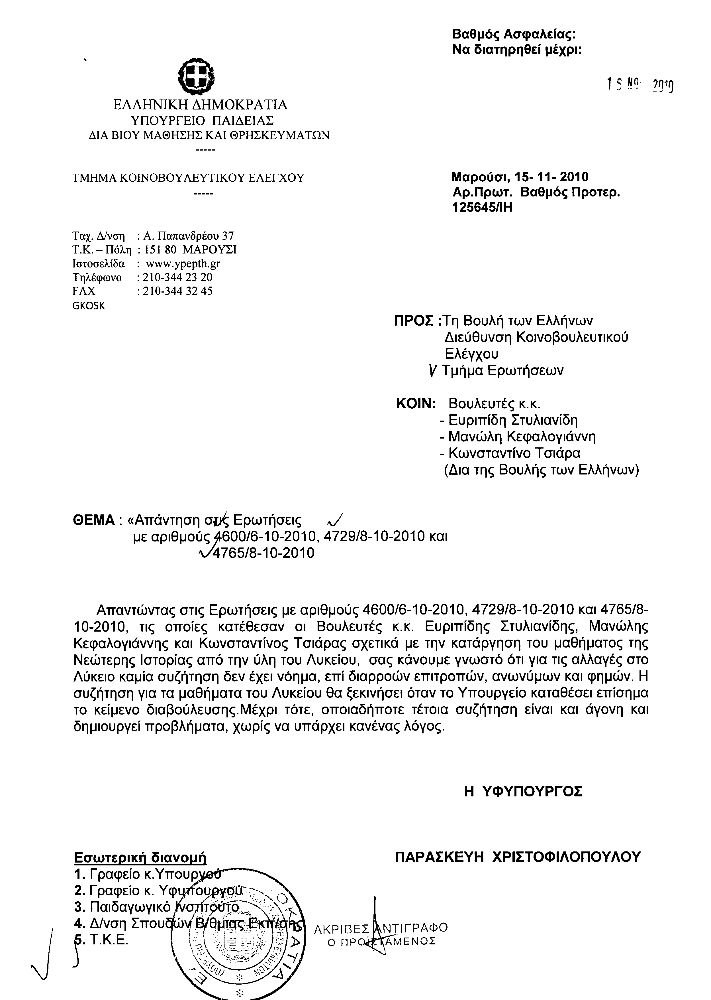 Βαθμός Ασφαλείας:
Να διατηρηθεί μέχρι:
ΕΛΛΗΝΙΚΗ ΔΗΜΟΚΡΑΤΙΑ
ΥΠΟΥΡΓΕΙΟ ΠΑΙΔΕΙΑΣ
ΔΙΑ ΒΙΟΥ ΜΑΘΗΣΗΣ ΚΑΙ ΘΡΗΣΚΕΥΜΑΤΩΝ
-----
ΤΜΗΜΑ ΚΟΙΝΟΒΟΥΛΕΥΤΙΚΟΥ ΕΛΕΓΧΟΥ
-----
Μαρούσι, 15- 11- 2010
Αρ.Πρωτ. Βαθμός Προτερ.
125645/ΙΗ
Ταχ. Δ/νση : Α. Παπανδρέου 37
Τ.Κ. – Πόλη : 151 80 ΜΑΡΟΥΣΙ
Ιστοσελίδα : www.ypepth.gr
Τηλέφωνο : 210-344 23 20
FAX : 210-344 32 45
GKOSK
ΠΡΟΣ :Τη Βουλή των Ελλήνων
Διεύθυνση Κοινοβουλευτικού
Ελέγχου
Τμήμα Ερωτήσεων
ΚΟΙΝ: Βουλευτές κ.κ.
- Ευριπίδη Στυλιανίδη
- Μανώλη Κεφαλογιάννη
- Κωνσταντίνο Τσιάρα
(Δια της Βουλής των Ελλήνων)
ΘΕΜΑ : «Απάντηση στις Ερωτήσεις
με αριθμούς 4600/6-10-2010, 4729/8-10-2010 και
4765/8-10-2010
Απαντώντας στις Ερωτήσεις με αριθμούς 4600/6-10-2010, 4729/8-10-2010 και 4765/8-
10-2010, τις οποίες κατέθεσαν οι Βουλευτές κ.κ. Ευριπίδης Στυλιανίδης, Μανώλης
Κεφαλογιάννης και Κωνσταντίνος Τσιάρας σχετικά με την κατάργηση του μαθήματος της
Νεώτερης Ιστορίας από την ύλη του Λυκείου, σας κάνουμε γνωστό ότι για τις αλλαγές στο
Λύκειο καμία συζήτηση δεν έχει νόημα, επί διαρροών επιτροπών, ανωνύμων και φημών. Η
συζήτηση για τα μαθήματα του Λυκείου θα ξεκινήσει όταν το Υπουργείο καταθέσει επίσημα
το κείμενο διαβούλευσης.Μέχρι τότε, οποιαδήποτε τέτοια συζήτηση είναι και άγονη και
δημιουργεί προβλήματα, χωρίς να υπάρχει κανένας λόγος.
Η ΥΦΥΠΟΥΡΓΟΣ
ΠΑΡΑΣΚΕΥΗ ΧΡΙΣΤΟΦΙΛΟΠΟΥΛΟΥ
Εσωτερική διανομή
1. Γραφείο κ.Υπουργού
2. Γραφείο κ. Υφυπουργού
3. Παιδαγωγικό Ινστιτούτο
4. Δ/νση Σπουδών Β/θμιας Εκπ/σης
5. Τ.Κ.Ε.
ΑΚΡΙΒΕΣ ΑΝΤΙΓΡΑΦΟ
Ο ΠΡΟΪΣΤΑΜΕΝΟΣ